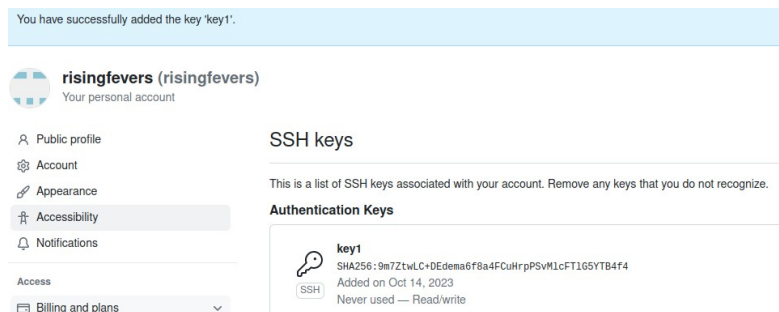 You have successfully added the key 'key1'.
risingfevers (risingfevers)
Your personal account
Public profile
Account
Appearance
Accessibility
Notifications
Access
Billing and plans
SSH keys
This is a list of SSH keys associated with your account. Remove any keys that you do not recognize.
Authentication Keys
key1
SHA256:9m7ZtwLC+DEdema6f8a4FCuHrpPSvMlcFTlG5YTB4f4
SSH
Added on Oct 14, 2023
Never used — Read/write